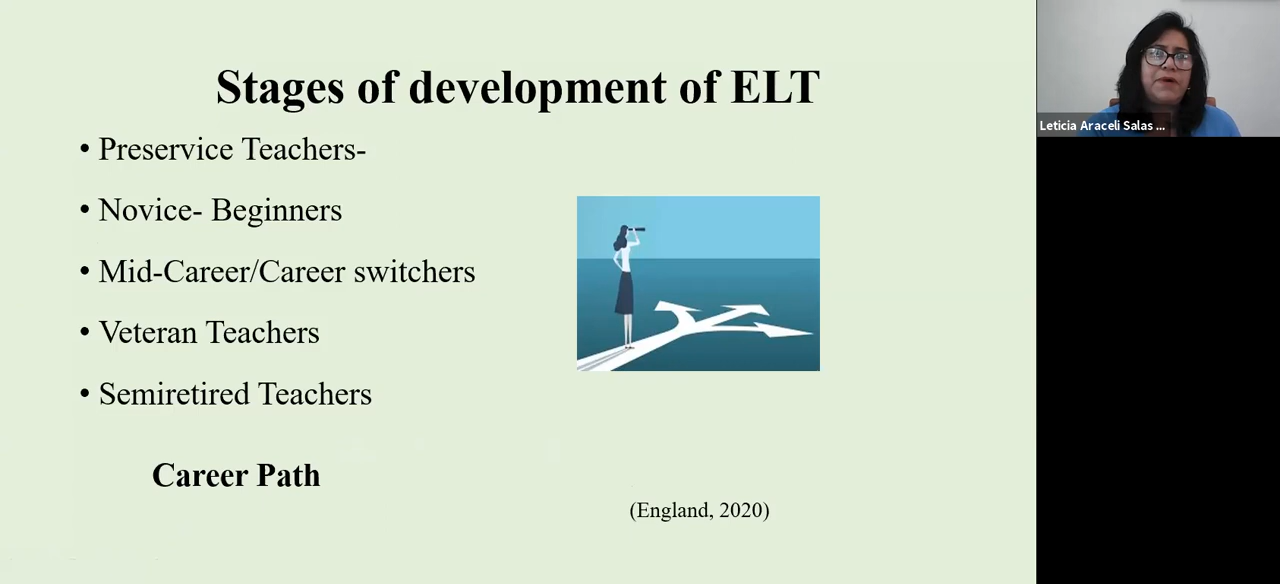 Stages of development of ELT
• Preservice Teachers-
• Novice- Beginners
• Mid-Career/Career switchers
• Veteran Teachers
• Semiretired Teachers
Career Path
(England, 2020)
Leticia Araceli Salas ...